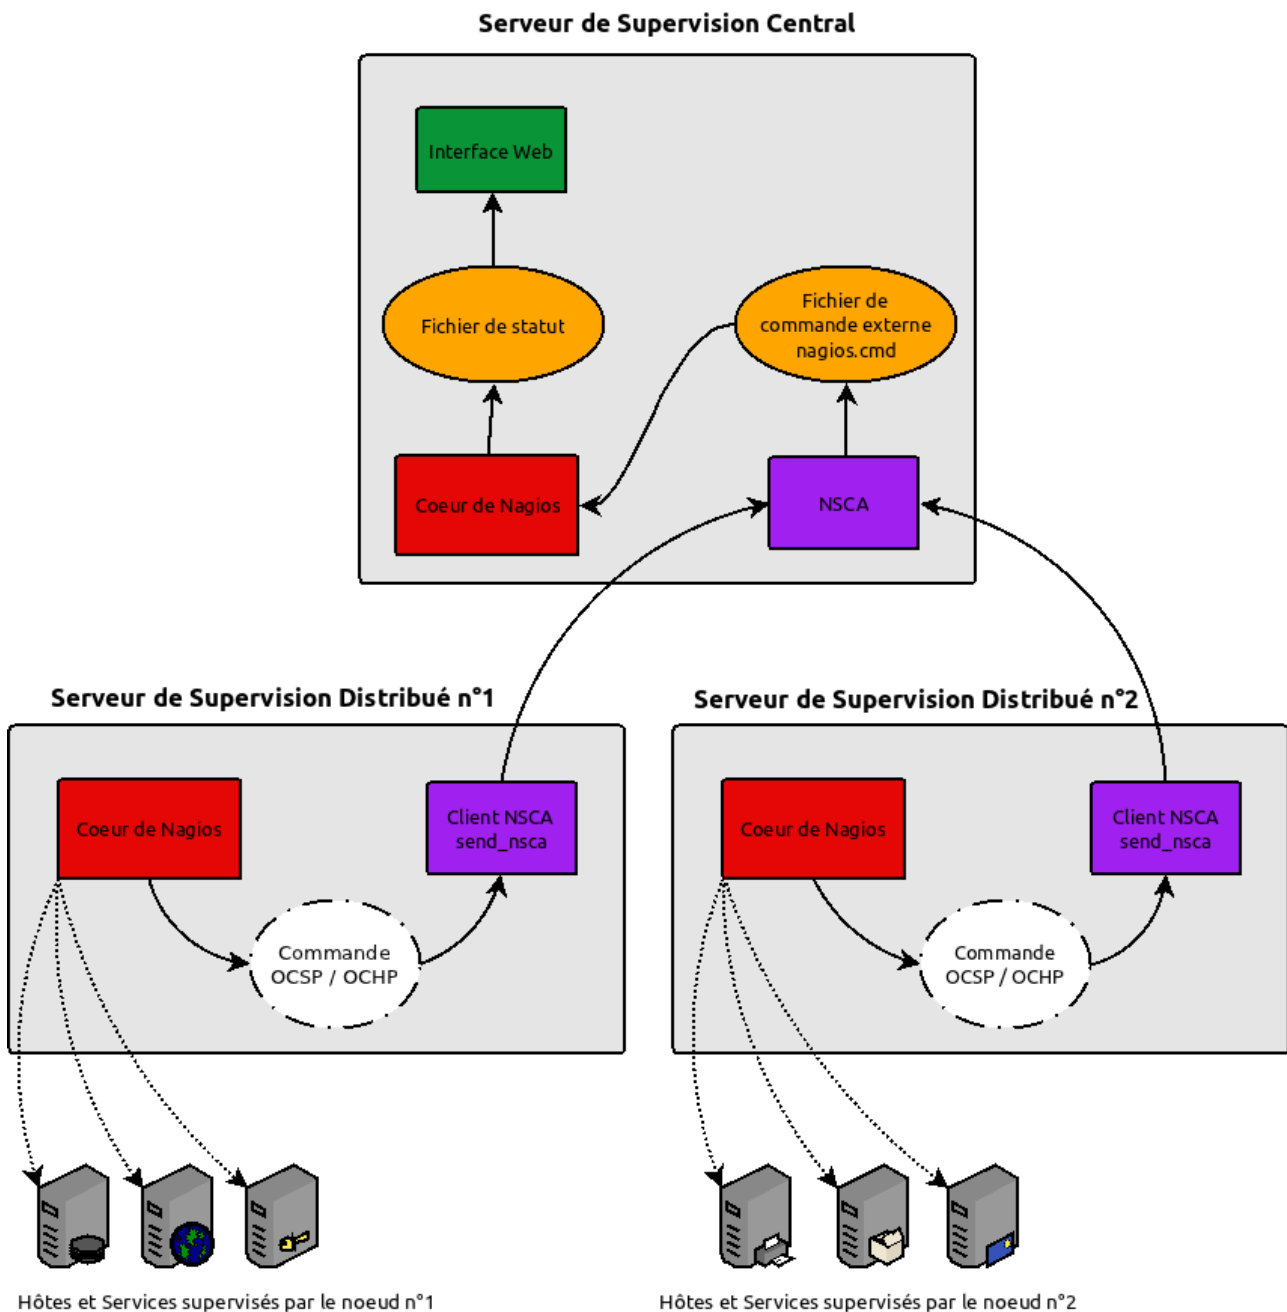 Serveur de Supervision Central
Interface Web
Fichier de statut
Fichier de
commande externe
nagios.cmd
Coeur de Nagios
NSCA
Serveur de Supervision Distribué n°1
Coeur de Nagios
Client NSCA
send_nsca
Commande
OCSP / OCHP
Hôtes et Services supervisés par le noeud n°1
Serveur de Supervision Distribué n°2
Coeur de Nagios
Client NSCA
send_nsca
Commande
OCSP / OCHP
Hôtes et Services supervisés par le noeud n°2